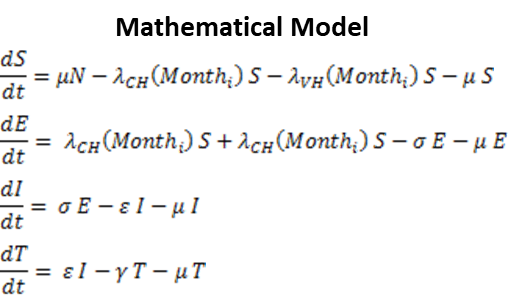 Mathematical Model
dS/dt = μN − λ_CH(Month_i) S − λ_VH(Month_i) S − μ S
dE/dt = λ_CH(Month_i) S + λ_CH(Month_i) S − σ E − μ E
dI/dt = σ E − ε I − μ I
dT/dt = ε I − γ T − μ T